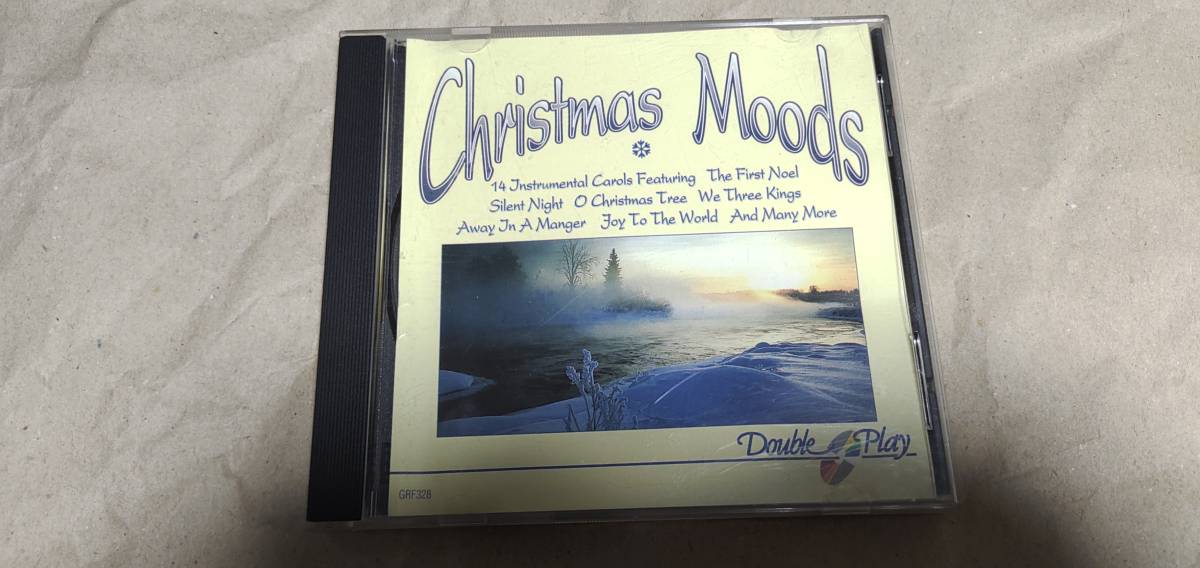 Christmas Moods
14 Instrumental Carols Featuring The First Noel
Silent Night O Christmas Tree We Three Kings
Away In A Manger Joy To The World And Many More
Double Play
GRF328